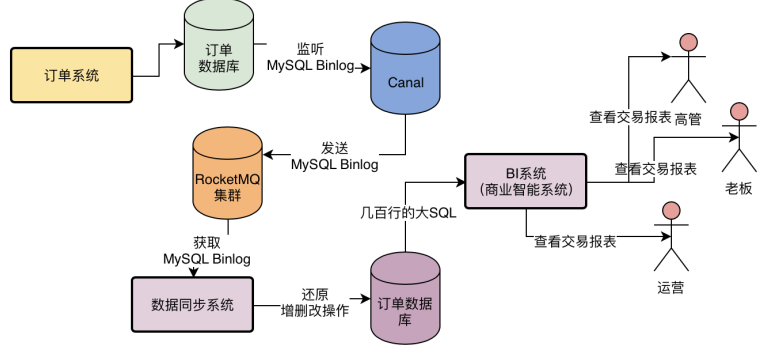 订单系统
订单
数据库
监听
MySQL Binlog
Canal
发送
MySQL Binlog
RocketMQ
集群
获取
MySQL Binlog
数据同步系统
还原
增删改操作
订单数据
库
几百行的大SQL
BI系统
（商业智能系统）
查看交易报表
高管
查看交易报表
老板
查看交易报表
运营